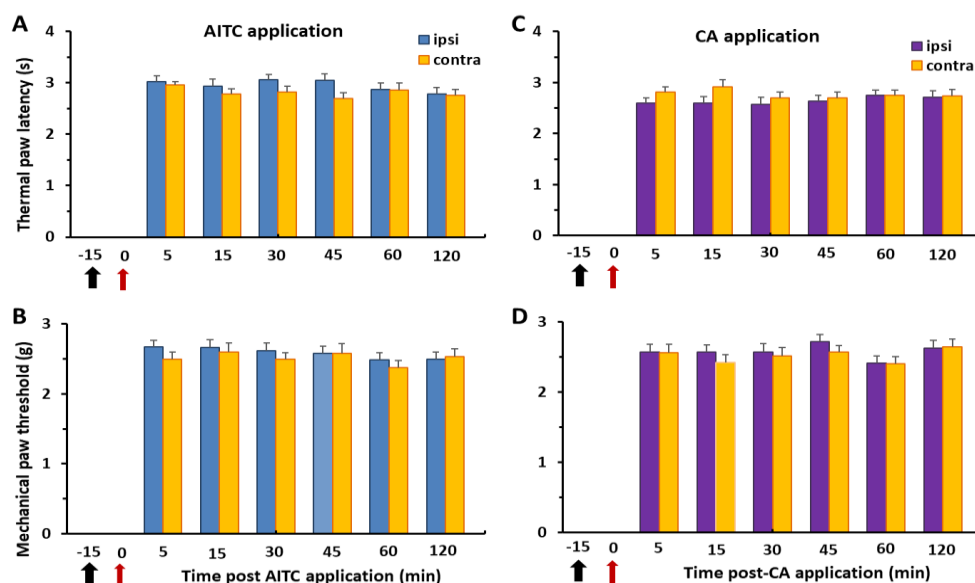 A
AITC application
ipsi
contra
Thermal paw latency (s)
4
3
2
1
0
-15 0 5 15 30 45 60 120
C
CA application
ipsi
contra
4
3
2
1
0
-15 0 5 15 30 45 60 120
B
Mechanical paw threshold (g)
3
2
1
0
-15 0 5 15 30 45 60 120
Time post AITC application (min)
D
3
2
1
0
-15 0 5 15 30 45 60 120
Time post-CA application (min)